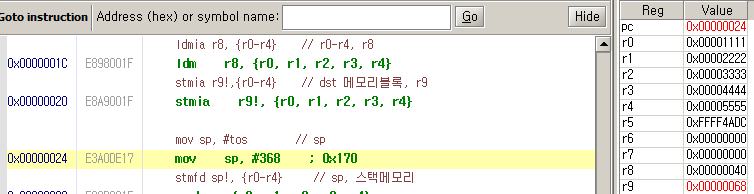 Goto instruction Address (hex) or symbol name: Go Hide
ldmia r8, {r0-r4} // r0-r4, r8
0x0000001C E898001F ldm r8, {r0, r1, r2, r3, r4}
stmia r9!,{r0-r4} // dst 메모리블록, r9
0x00000020 E8A9001F stmia r9!, {r0, r1, r2, r3, r4}
mov sp, #tos // sp
0x00000024 E3A0DE17 mov sp, #368 ; 0x170
stmfd sp!, {r0-r4} // sp, 스택메모리
Reg Value
pc 0x00000024
r0 0x00001111
r1 0x00002222
r2 0x00003333
r3 0x00004444
r4 0x00005555
r5 0xFFFF4ADC
r6 0x00000000
r7 0x00000000
r8 0x00000040
r9 0x00000068